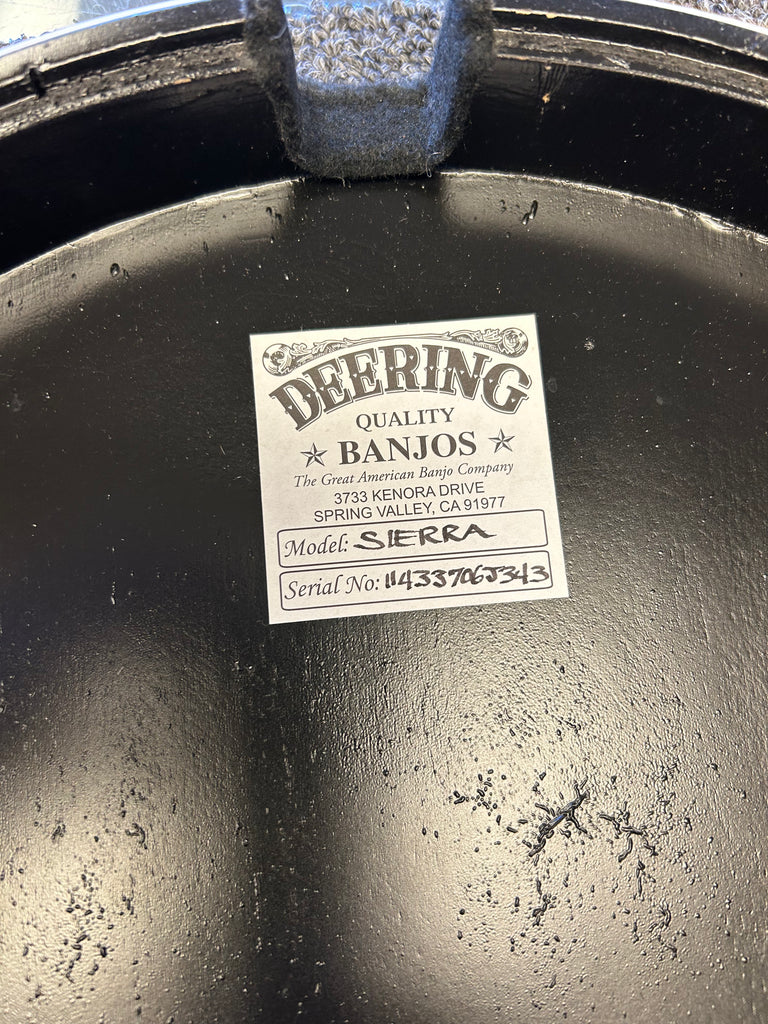 DEERING
QUALITY
BANJOS
The Great American Banjo Company
3733 KENORA DRIVE
SPRING VALLEY, CA 91977
Model: SIERRA
Serial No: 11433706J343